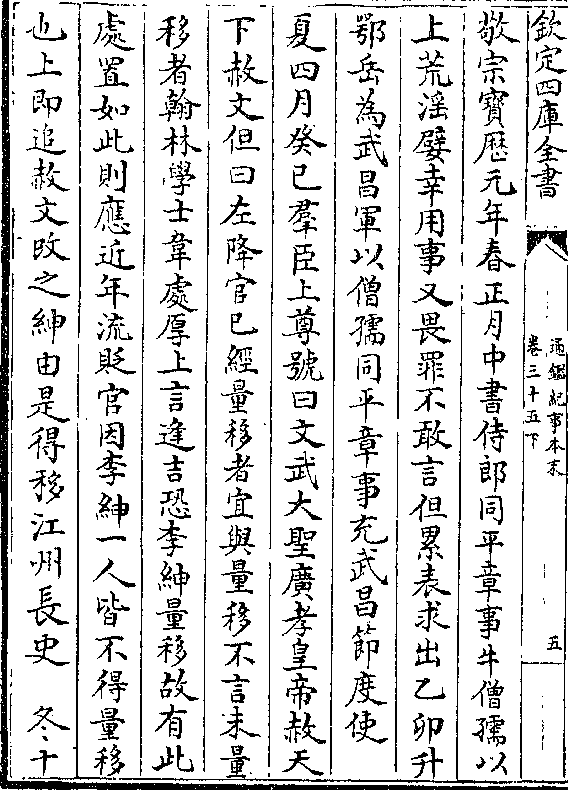 欽定四庫全書
通鑑紀事本末
卷三十五下
五
敬宗寶歴元年春正月中書侍郎同平章事牛僧孺以
上荒淫嬖幸用事又畏罪不敢言但累表求出乙卯升
鄂岳為武昌軍以僧孺同平章事充武昌節度使
夏四月癸巳羣臣上尊號曰文武大聖廣孝皇帝赦天
下赦文但曰左降官已經量移者宜與量移不言未量
移者翰林學士韋處厚上言逢吉恐李紳量移故有此
處置如此則應近年流貶官因李紳一人皆不得量移
也上即追赦文改之紳由是得移江州長史　冬十